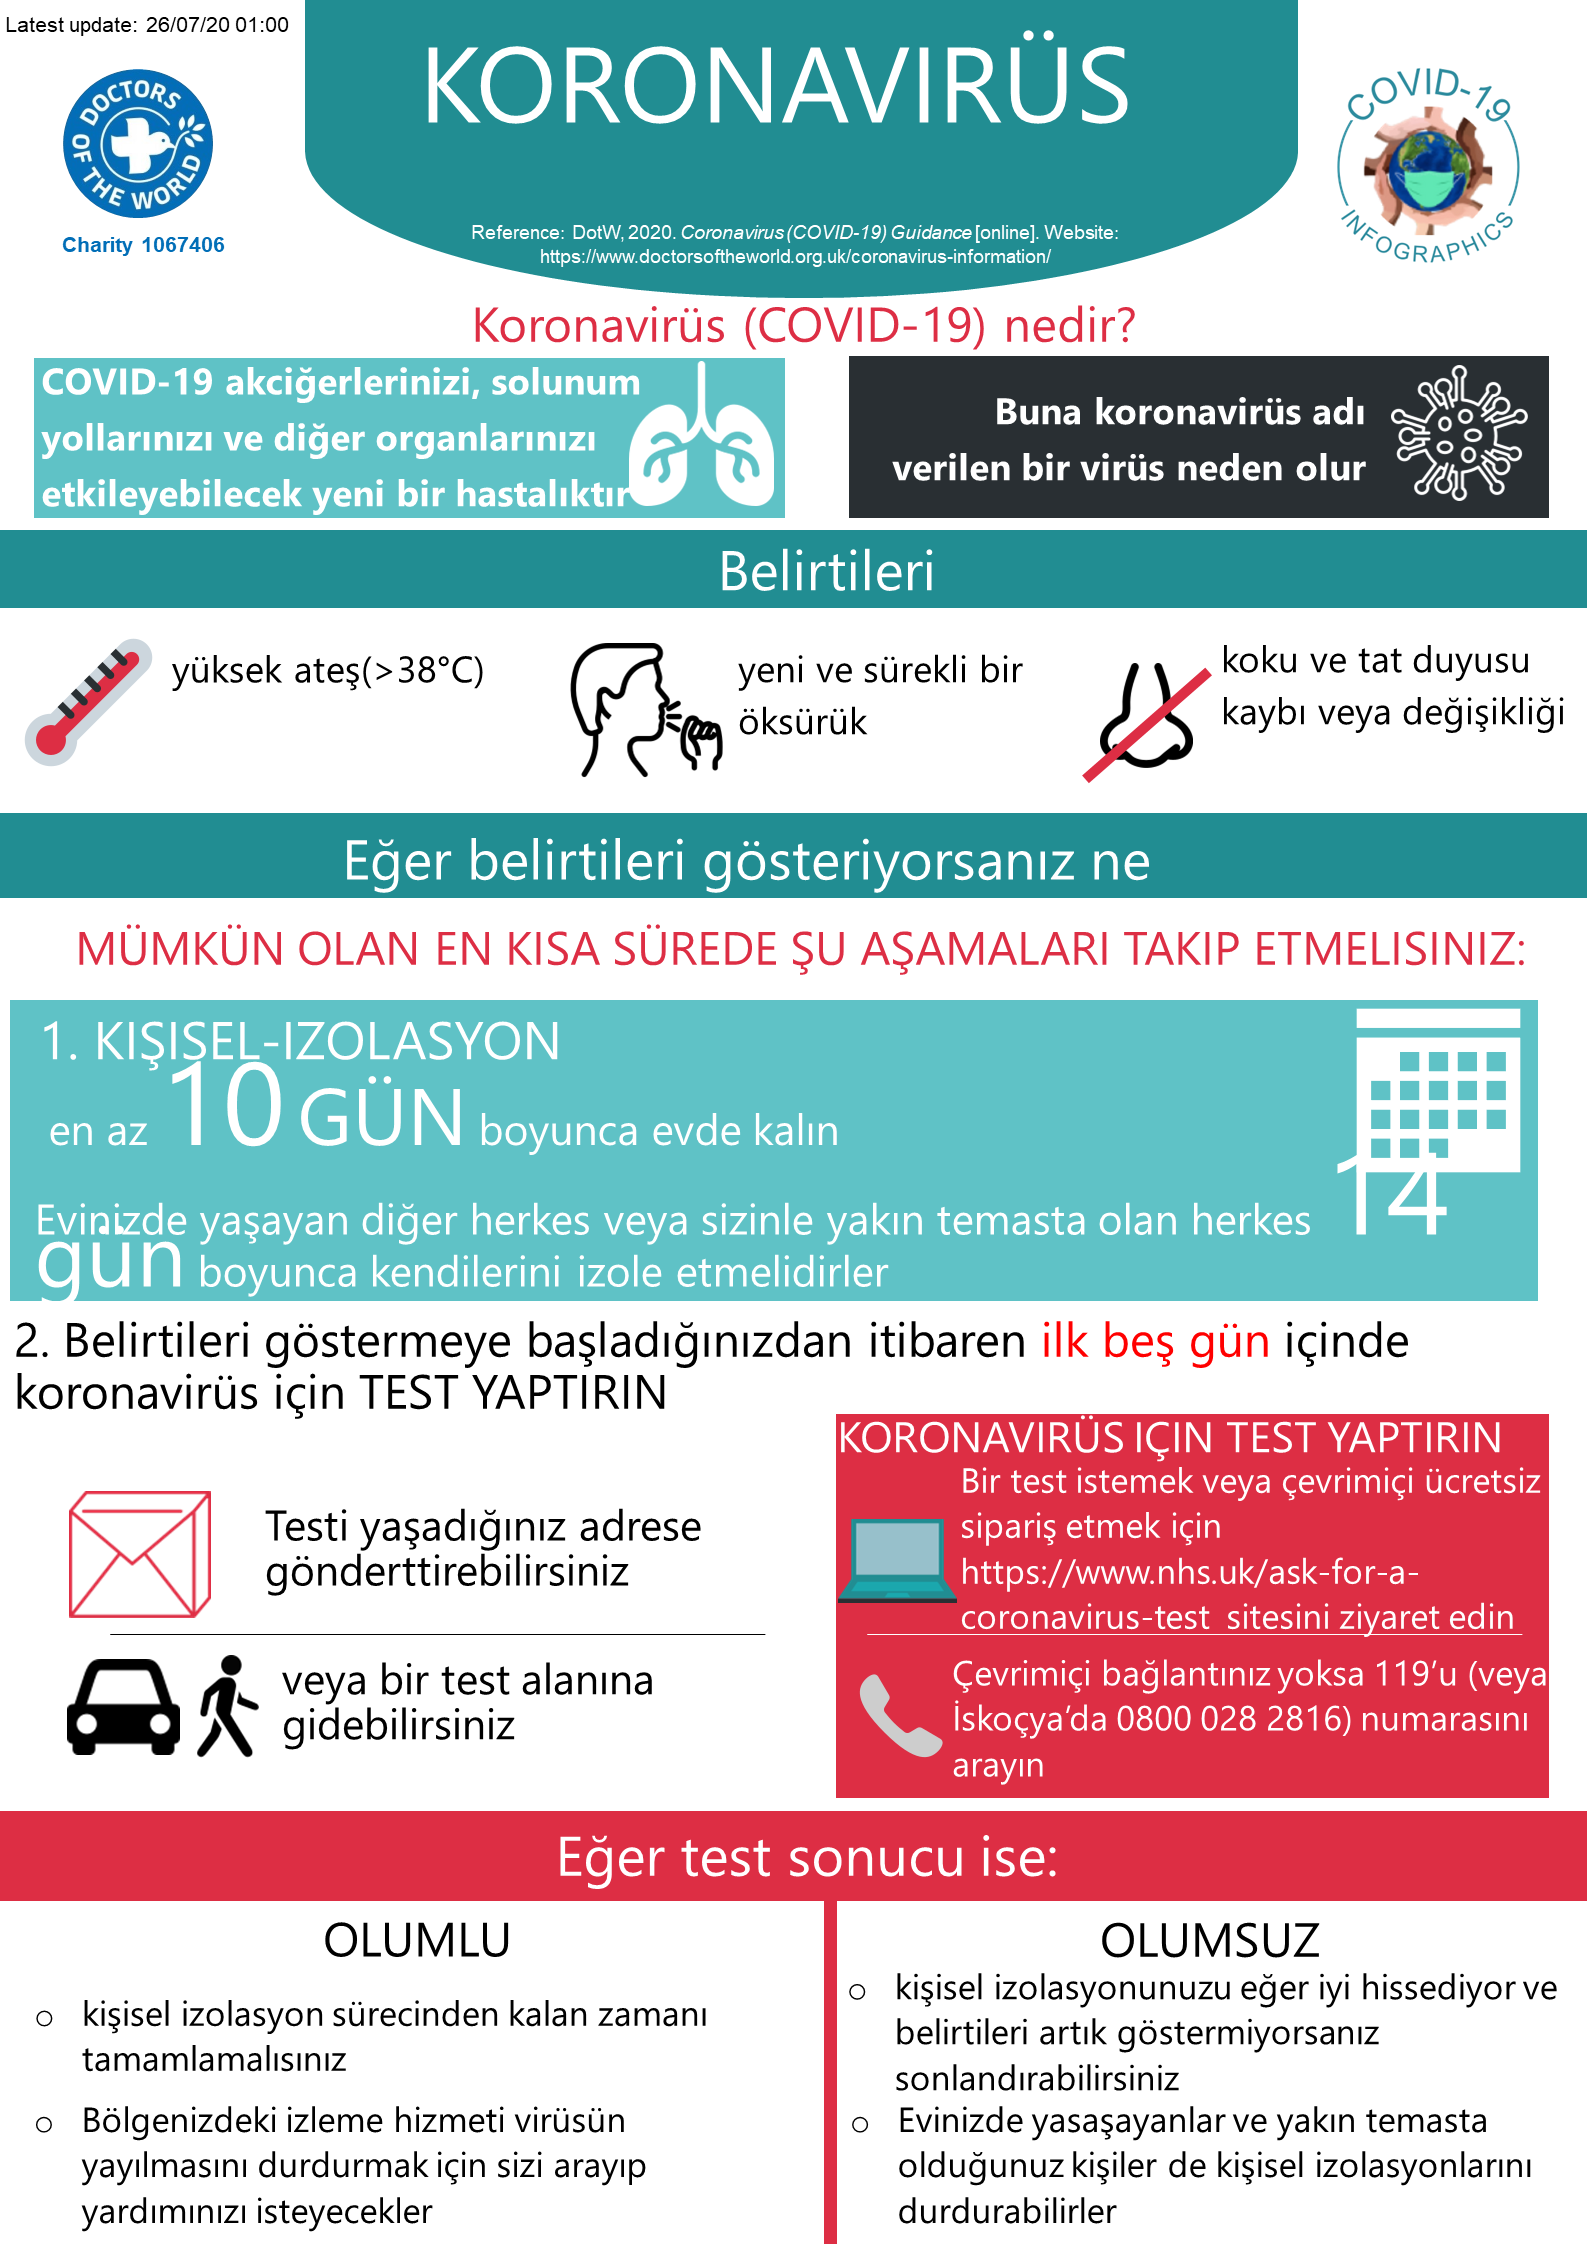 Latest update: 26/07/20 01:00
DOCTORS OF THE WORLD
Charity 1067406
KORONAVIRÜS
Reference: DotW, 2020. Coronavirus (COVID-19) Guidance [online]. Website:
https://www.doctorsoftheworld.org.uk/coronavirus-information/
COVID-19
INFOGRAPHICS
Koronavirüs (COVID-19) nedir?
COVID-19 akciğerlerinizi, solunum
yollarınızı ve diğer organlarınızı
etkileyebilecek yeni bir hastalıktır
Buna koronavirüs adı
verilen bir virüs neden olur
Belirtileri
yüksek ateş(>38°C)
yeni ve sürekli bir
öksürük
koku ve tat duyusu
kaybı veya değişikliği
Eğer belirtileri gösteriyorsanız ne
MÜMKÜN OLAN EN KISA SÜREDE ŞU AŞAMALARI TAKIP ETMELISINIZ:
1. KIŞISEL-IZOLASYON
en az 10 GÜN boyunca evde kalın
Evinizde yaşayan diğer herkes veya sizinle yakın temasta olan herkes 14
gün boyunca kendilerini izole etmelidirler
2. Belirtileri göstermeye başladığınızdan itibaren ilk beş gün içinde
koronavirüs için TEST YAPTIRIN
Testi yaşadığınız adrese
gönderttirebilirsiniz
veya bir test alanına
gidebilirsiniz
KORONAVIRÜS IÇIN TEST YAPTIRIN
Bir test istemek veya çevrimiçi ücretsiz
sipariş etmek için
https://www.nhs.uk/ask-for-a-
coronavirus-test sitesini ziyaret edin
Çevrimiçi bağlantınız yoksa 119’u (veya
İskoçya’da 0800 028 2816) numarasını
arayın
Eğer test sonucu ise:
OLUMLU
o kişisel izolasyon sürecinden kalan zamanı
tamamlamalısınız
o Bölgenizdeki izleme hizmeti virüsün
yayılmasını durdurmak için sizi arayıp
yardımınızı isteyecekler
OLUMSUZ
o kişisel izolasyonunuzu eğer iyi hissediyor ve
belirtileri artık göstermiyorsanız
sonlandırabilirsiniz
o Evinizde yasaşayanlar ve yakın temasta
olduğunuz kişiler de kişisel izolasyonlarını
durdurabilirler